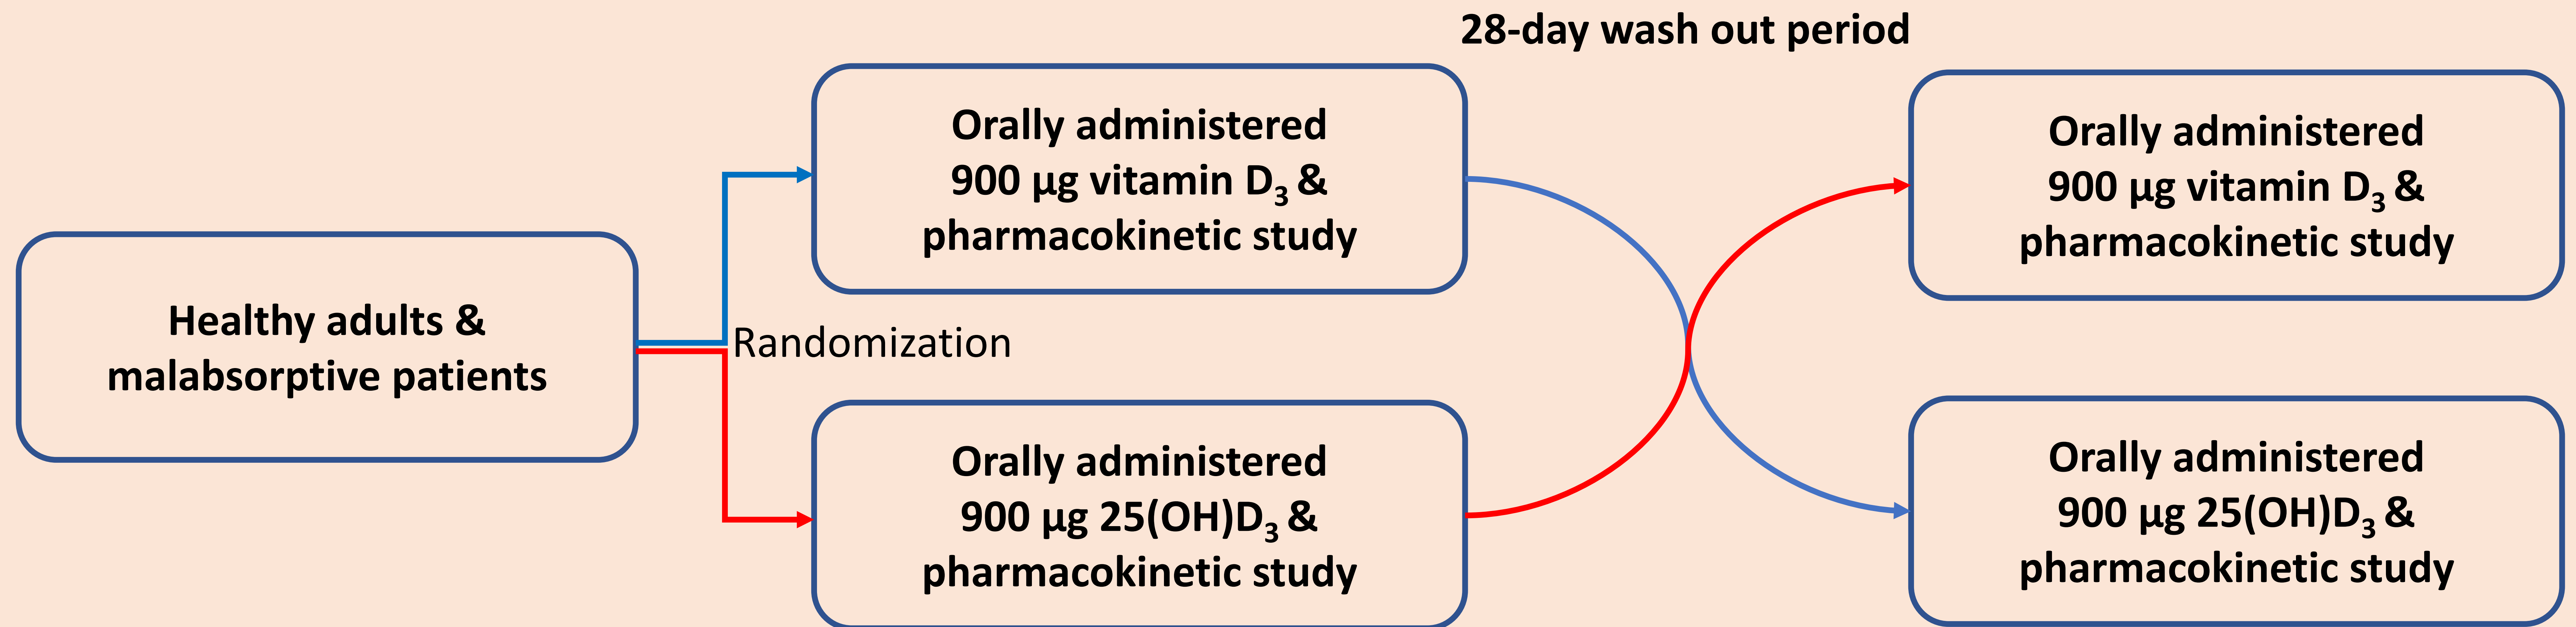 28-day wash out period
Healthy adults &
malabsorptive patients
Randomization
Orally administered
900 µg vitamin D₃ &
pharmacokinetic study
Orally administered
900 µg 25(OH)D₃ &
pharmacokinetic study
Orally administered
900 µg vitamin D₃ &
pharmacokinetic study
Orally administered
900 µg 25(OH)D₃ &
pharmacokinetic study